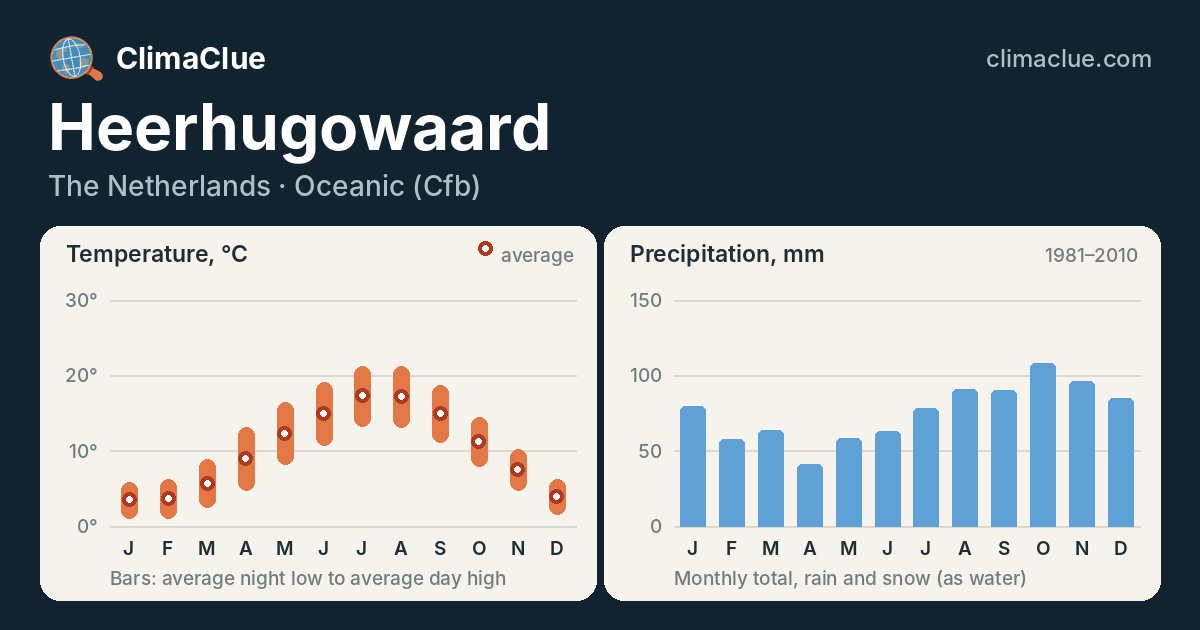 ClimaClue
climaclue.com
Heerhugowaard
The Netherlands · Oceanic (Cfb)
Temperature, °C
average
30°
20°
10°
0°
J F M A M J J A S O N D
Bars: average night low to average day high
Precipitation, mm
1981–2010
150
100
50
0
J F M A M J J A S O N D
Monthly total, rain and snow (as water)